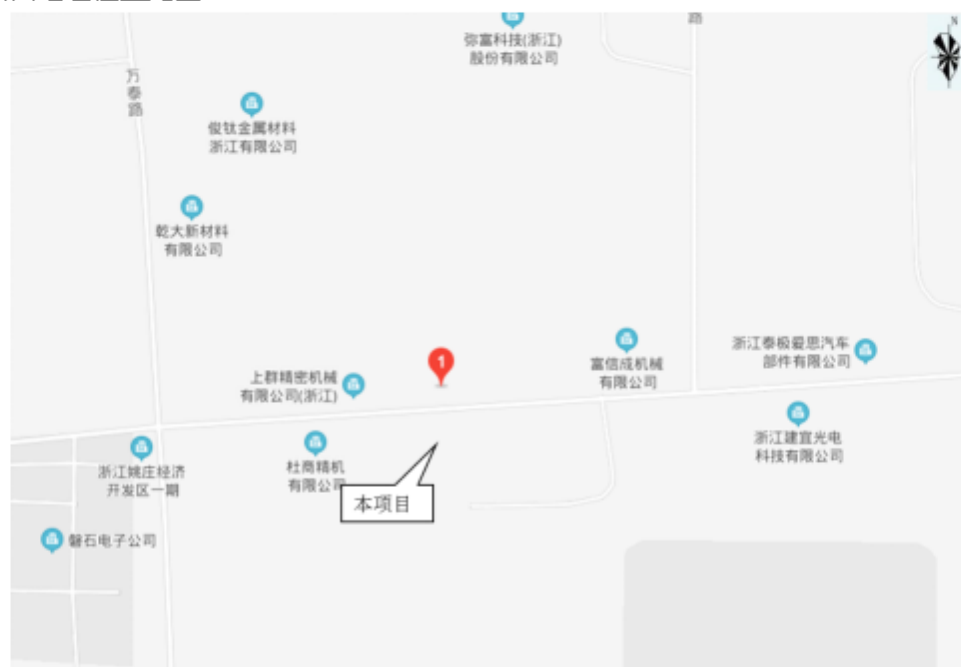 弥富科技(浙江)
股份有限公司
路
N
万
泰
路
俊钛金属材料
浙江有限公司
乾大新材料
有限公司
1
富信成机械
有限公司
浙江泰极爱思汽车
部件有限公司
上群精密机械
有限公司(浙江)
浙江姚庄经济
开发区一期
杜商精机
有限公司
本项目
浙江建宜光电
科技有限公司
磐石电子公司